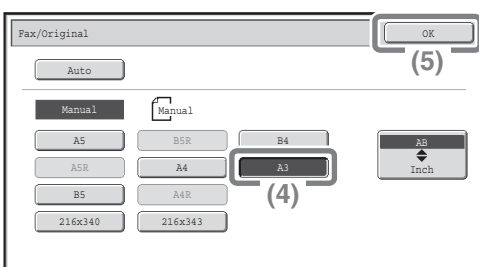 Fax/Original
OK
(5)
Auto
Manual
Manual
A5 B5R B4
AB
Inch
A5R A4 A3
(4)
B5 A4R
216x340 216x343